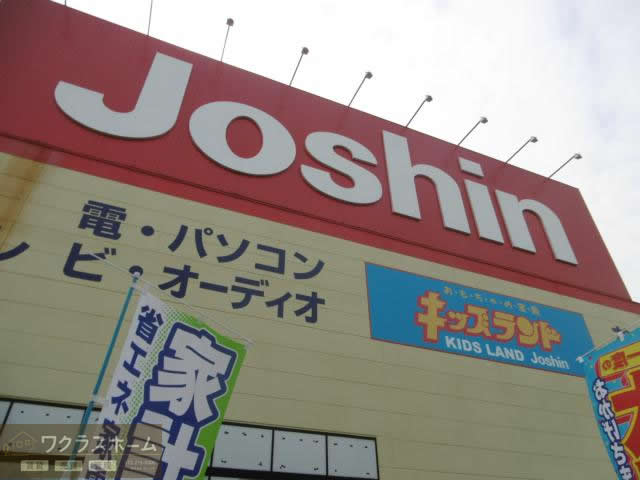 Joshin
電・パソコン
ビ・オーディオ
おもちゃの専門店
キッズランド
KIDS LAND Joshin
家計
省エネ
ワクラスホーム